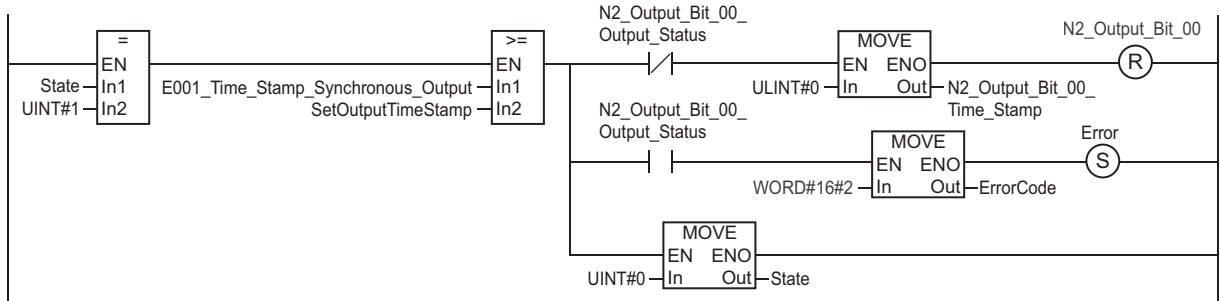 =
EN
State
In1
UINT#1
In2
>=
EN
E001_Time_Stamp_Synchronous_Output
In1
SetOutputTimeStamp
In2
N2_Output_Bit_00_
Output_Status
MOVE
EN ENO
ULINT#0
In Out
N2_Output_Bit_00_
Time_Stamp
N2_Output_Bit_00
R
N2_Output_Bit_00_
Output_Status
MOVE
EN ENO
WORD#16#2
In Out
ErrorCode
Error
S
MOVE
EN ENO
UINT#0
In Out
State